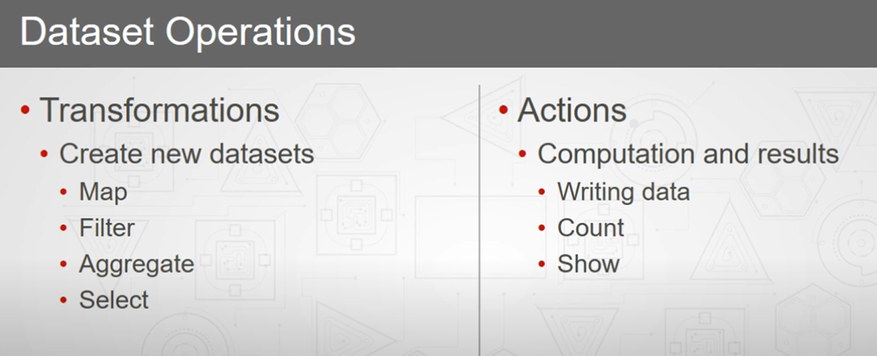 Dataset Operations
• Transformations
• Create new datasets
• Map
• Filter
• Aggregate
• Select
• Actions
• Computation and results
• Writing data
• Count
• Show